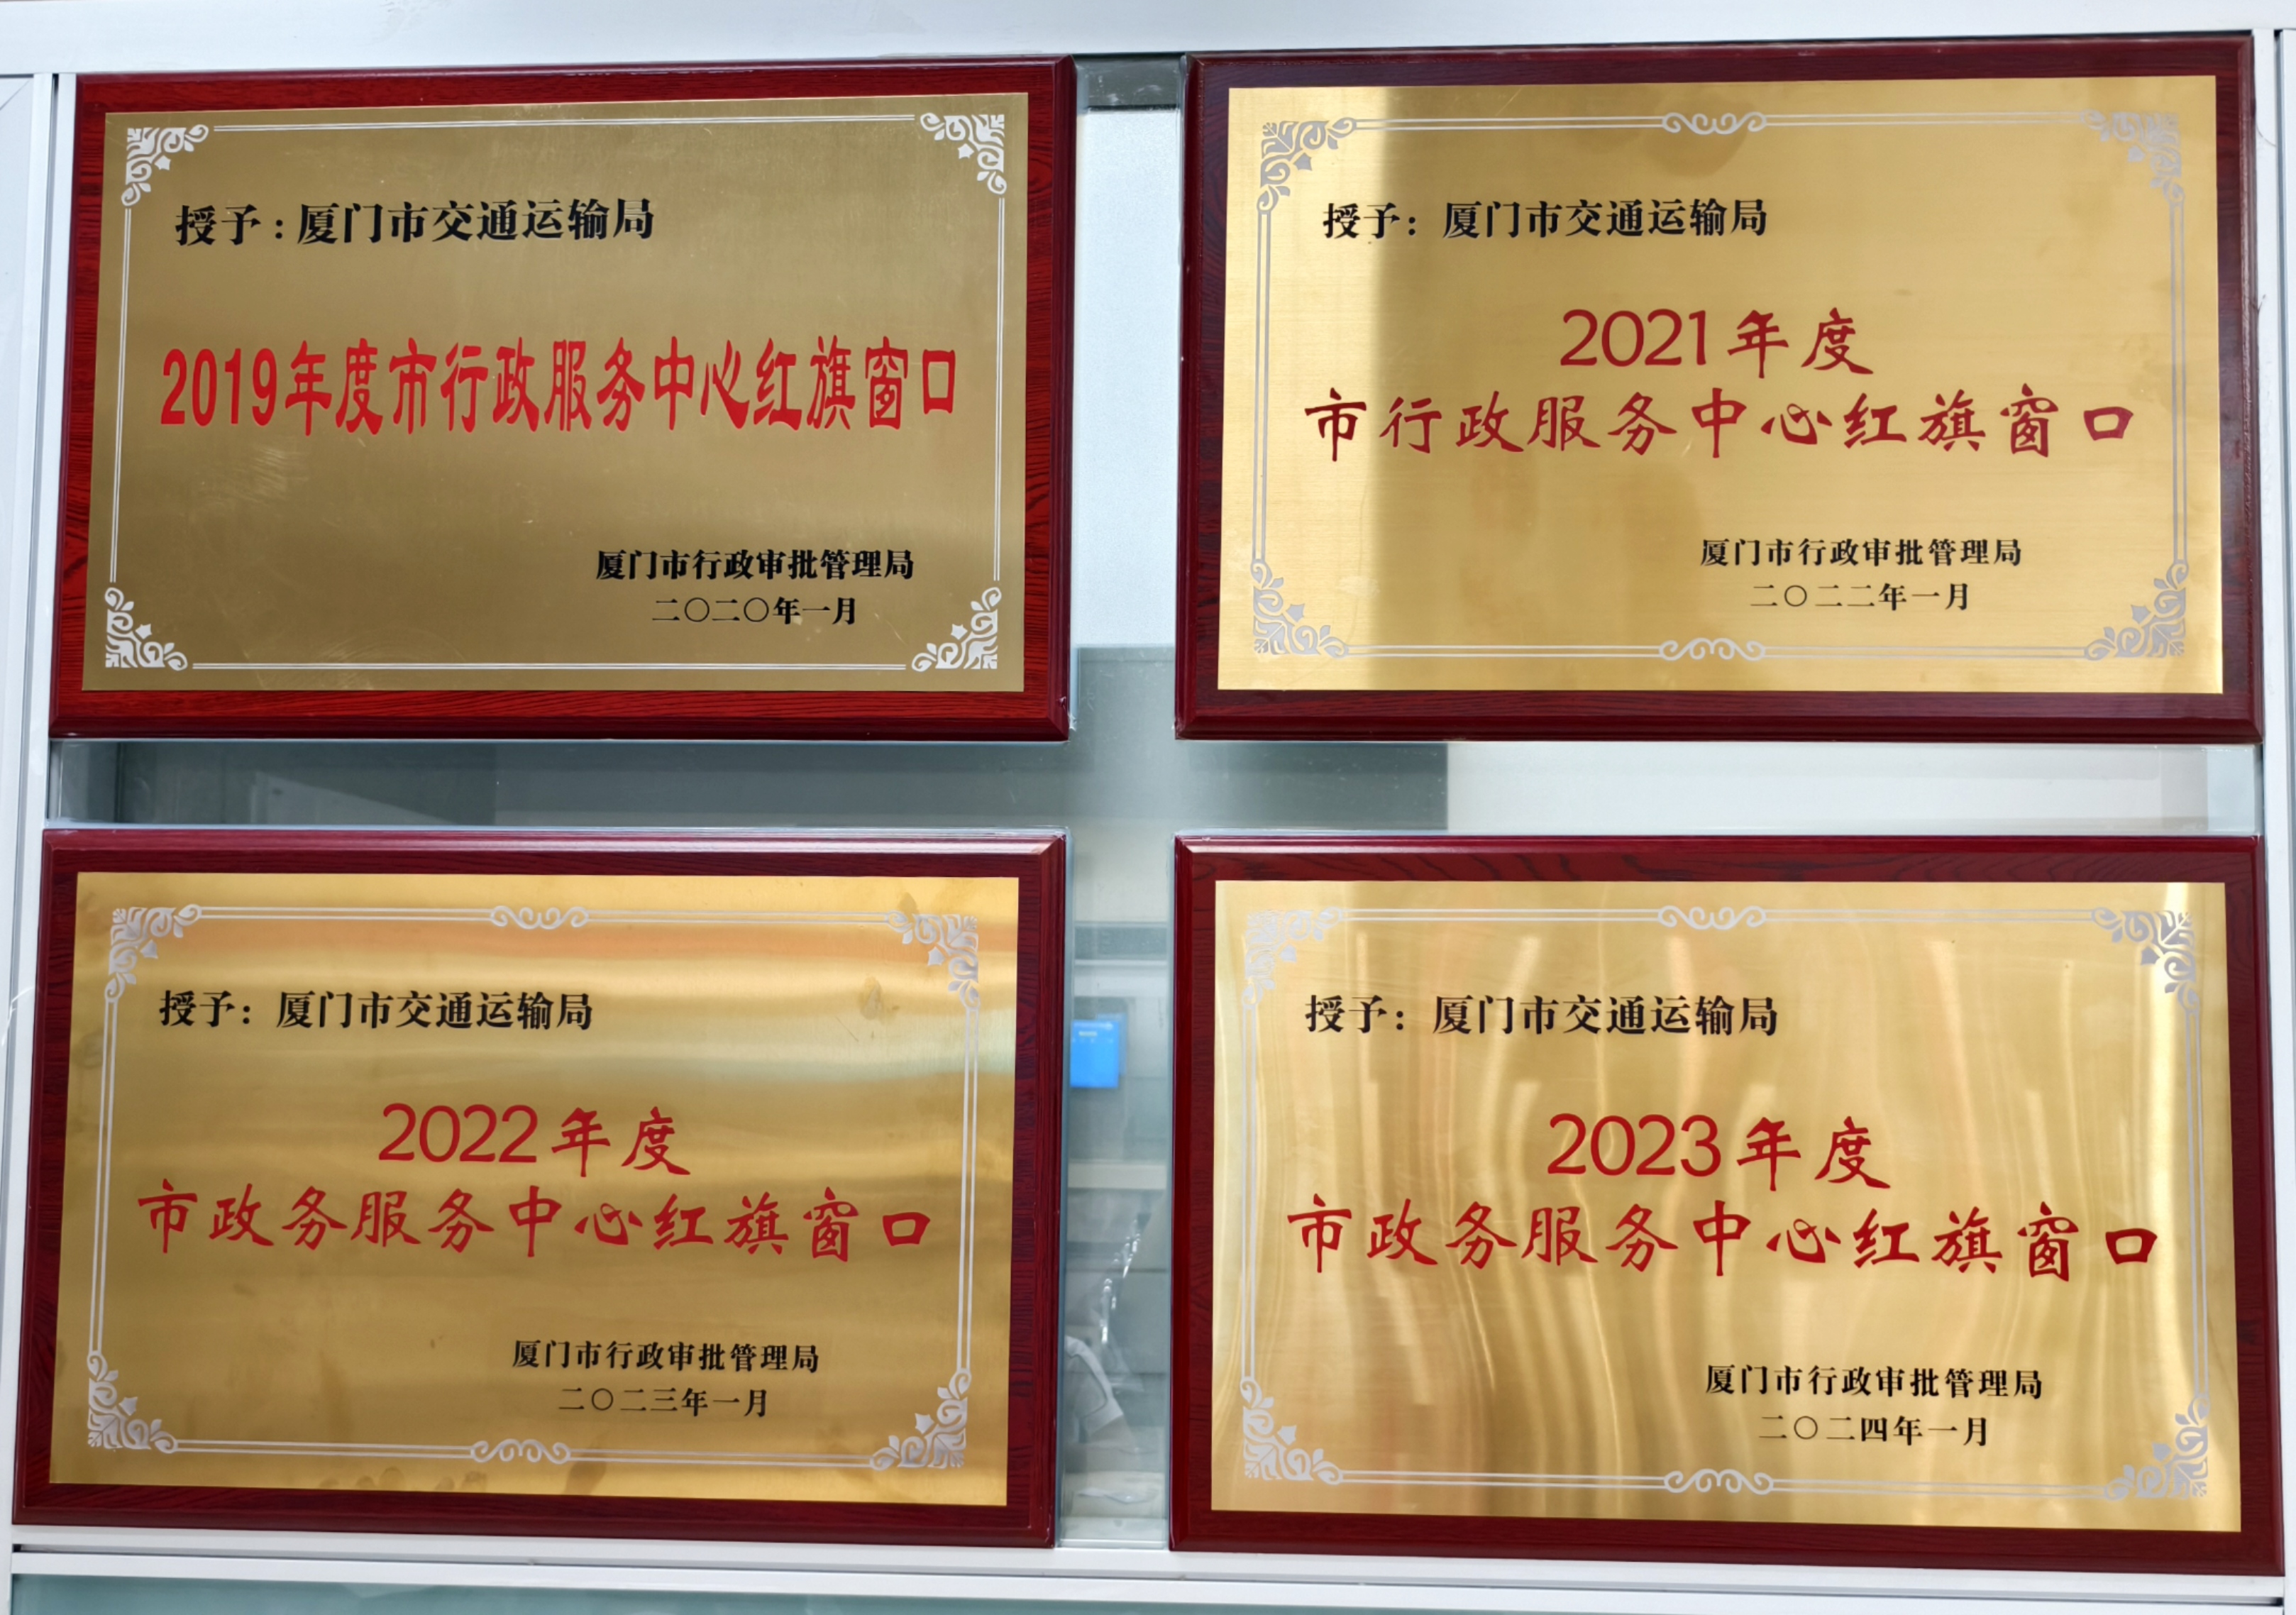 授予：厦门市交通运输局
2019年度市行政服务中心红旗窗口
厦门市行政审批管理局
二〇二〇年一月
授予：厦门市交通运输局
2021年度
市行政服务中心红旗窗口
厦门市行政审批管理局
二〇二二年一月
授予：厦门市交通运输局
2022年度
市政务服务中心红旗窗口
厦门市行政审批管理局
二〇二三年一月
授予：厦门市交通运输局
2023年度
市政务服务中心红旗窗口
厦门市行政审批管理局
二〇二四年一月